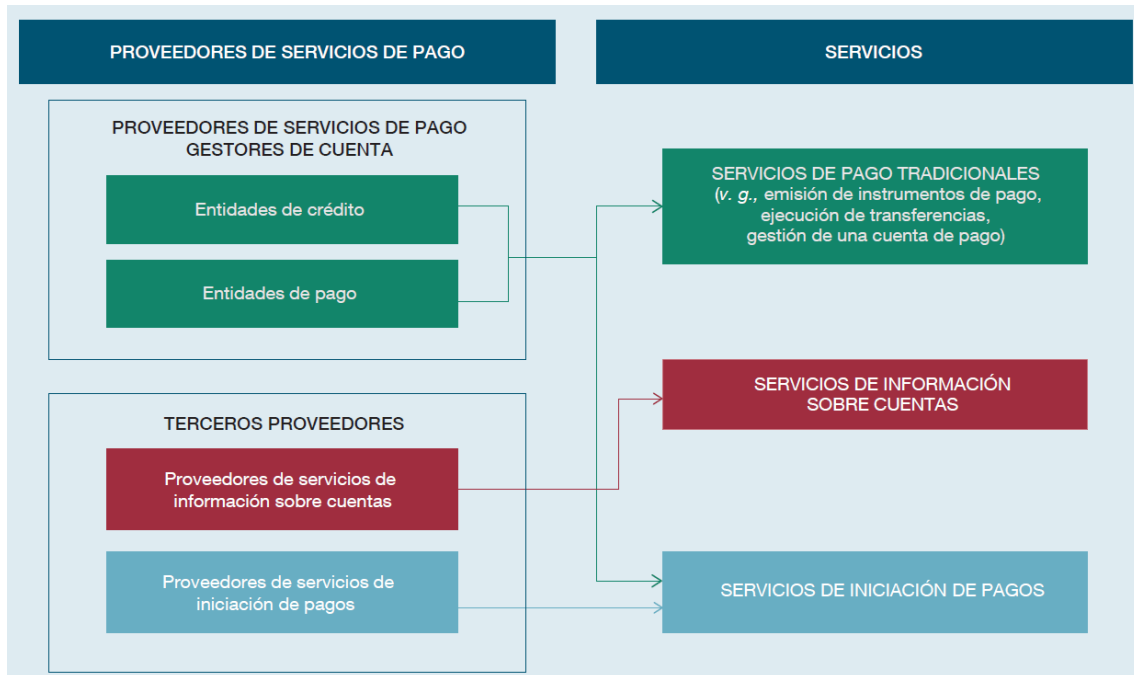 PROVEEDORES DE SERVICIOS DE PAGO
SERVICIOS
PROVEEDORES DE SERVICIOS DE PAGO
GESTORES DE CUENTA
Entidades de crédito
Entidades de pago
SERVICIOS DE PAGO TRADICIONALES
(v. g., emisión de instrumentos de pago,
ejecución de transferencias,
gestión de una cuenta de pago)
TERCEROS PROVEEDORES
Proveedores de servicios de
información sobre cuentas
SERVICIOS DE INFORMACIÓN
SOBRE CUENTAS
Proveedores de servicios de
iniciación de pagos
SERVICIOS DE INICIACIÓN DE PAGOS